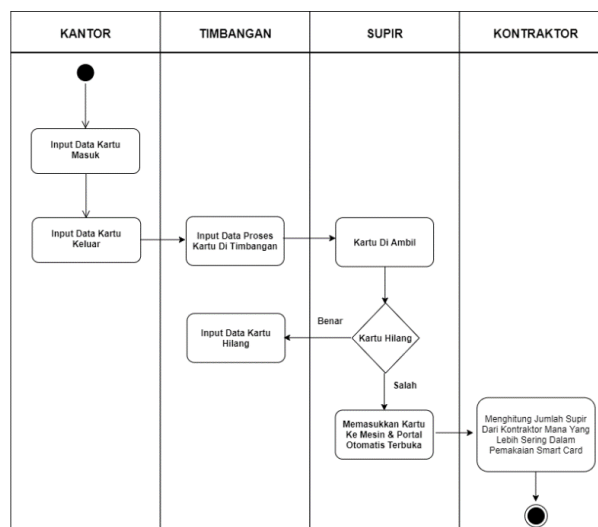 KANTOR
TIMBANGAN
SUPIR
KONTRAKTOR
Input Data Kartu
Masuk
Input Data Kartu
Keluar
Input Data Proses
Kartu Di Timbangan
Kartu Di Ambil
Input Data Kartu
Hilang
Benar
Kartu Hilang
Salah
Memasukkan Kartu
Ke Mesin & Portal
Otomatis Terbuka
Menghitung Jumlah Supir
Dari Kontraktor Mana Yang
Lebih Sering Dalam
Pemakaian Smart Card